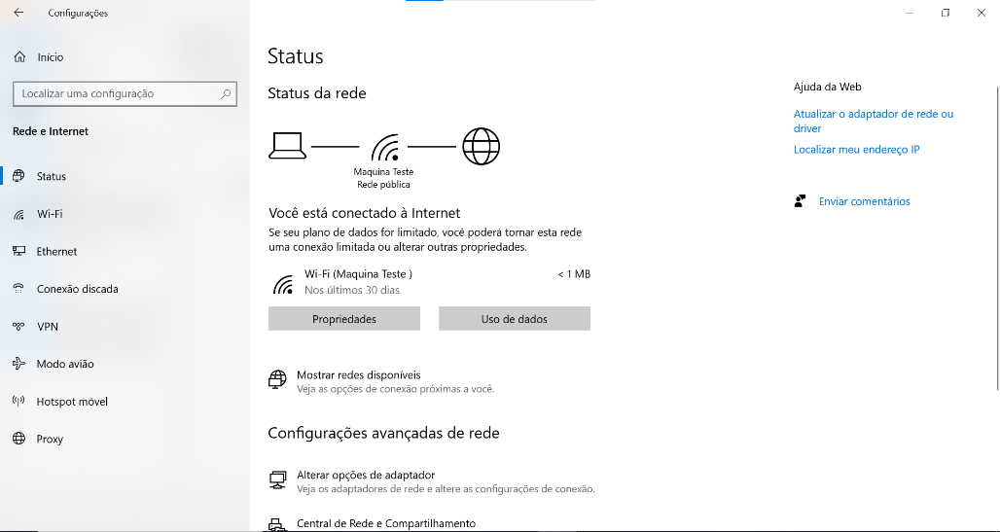 Configurações
Início
Localizar uma configuração
Rede e Internet
Status
Wi-Fi
Ethernet
Conexão discada
VPN
Modo avião
Hotspot móvel
Proxy
Status
Status da rede
Maquina Teste
Rede pública
Você está conectado à Internet
Se seu plano de dados for limitado, você poderá tornar esta rede
uma conexão limitada ou alterar outras propriedades.
Wi-Fi (Maquina Teste )
< 1 MB
Nos últimos 30 dias
Propriedades
Uso de dados
Mostrar redes disponíveis
Veja as opções de conexão próximas a você.
Configurações avançadas de rede
Alterar opções de adaptador
Veja os adaptadores de rede e altere as configurações de conexão.
Central de Rede e Compartilhamento
Ajuda da Web
Atualizar o adaptador de rede ou
driver
Localizar meu endereço IP
Enviar comentários